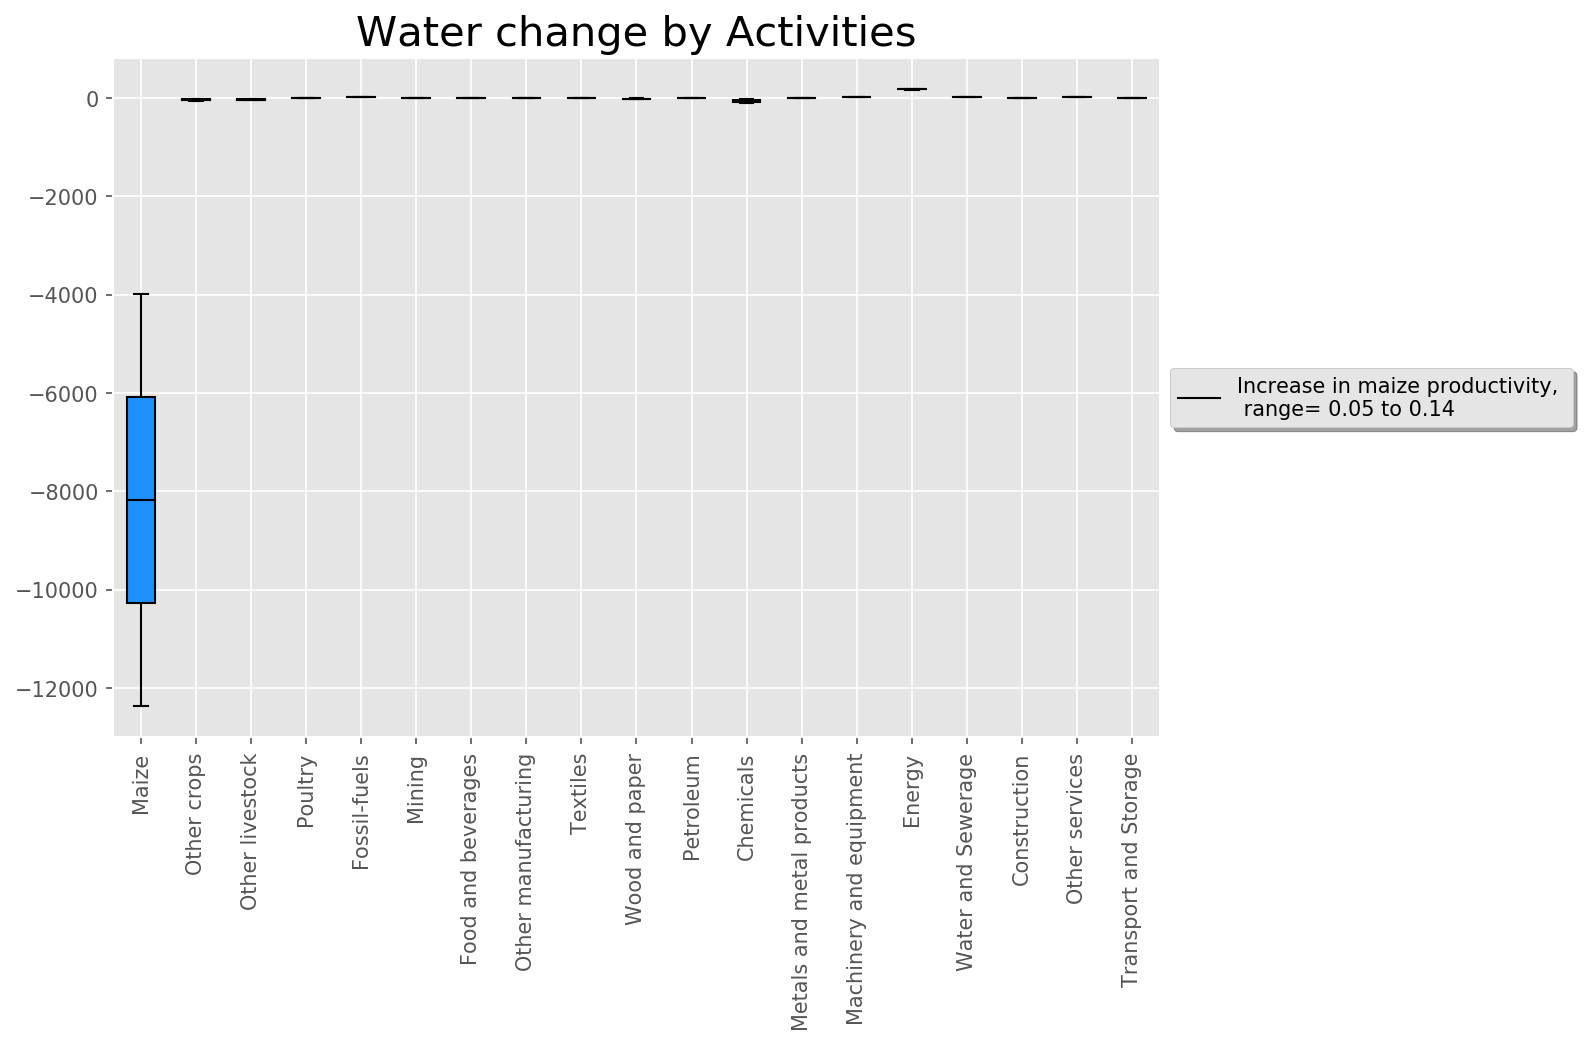 Water change by Activities
0
−2000
−4000
−6000
−8000
−10000
−12000
Maize
Other crops
Other livestock
Poultry
Fossil-fuels
Mining
Food and beverages
Other manufacturing
Textiles
Wood and paper
Petroleum
Chemicals
Metals and metal products
Machinery and equipment
Energy
Water and Sewerage
Construction
Other services
Transport and Storage
Increase in maize productivity,
range= 0.05 to 0.14